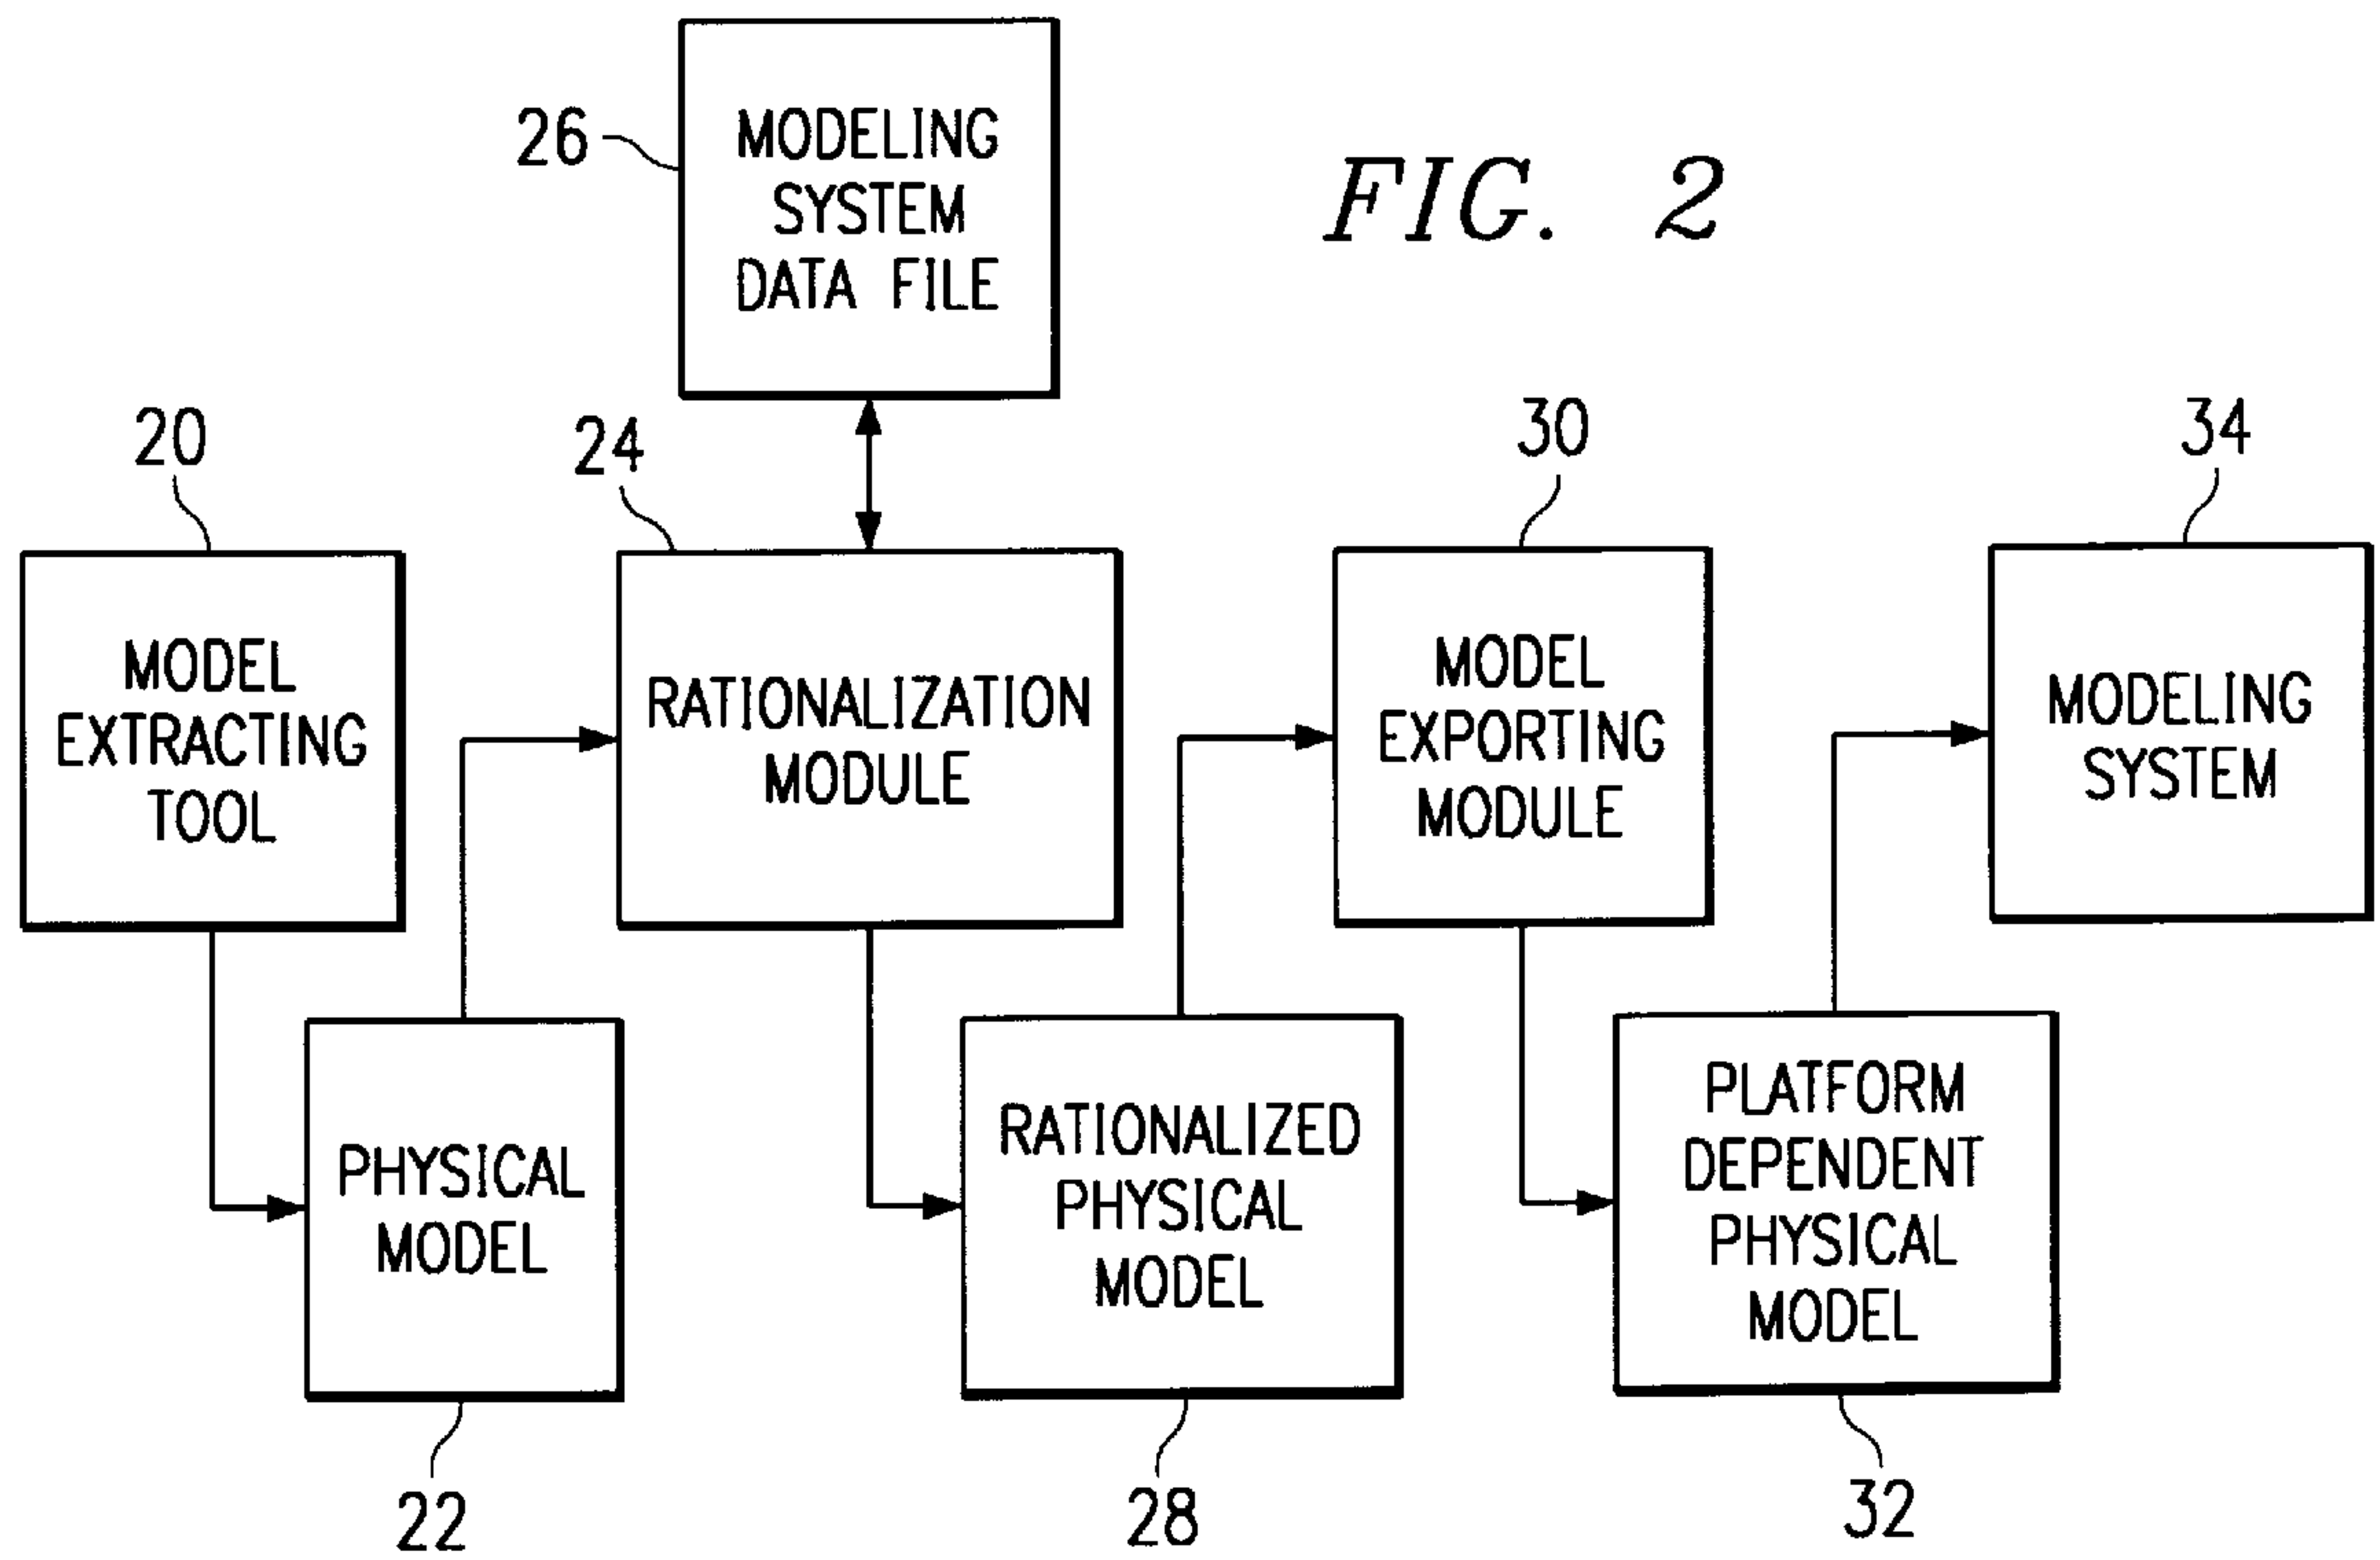 26
MODELING
SYSTEM
DATA FILE
FIG. 2
20
24
30
34
MODEL
EXTRACTING
TOOL
RATIONALIZATION
MODULE
MODEL
EXPORTING
MODULE
MODELING
SYSTEM
PHYSICAL
MODEL
RATIONALIZED
PHYSICAL
MODEL
PLATFORM
DEPENDENT
PHYSICAL
MODEL
22
28
32